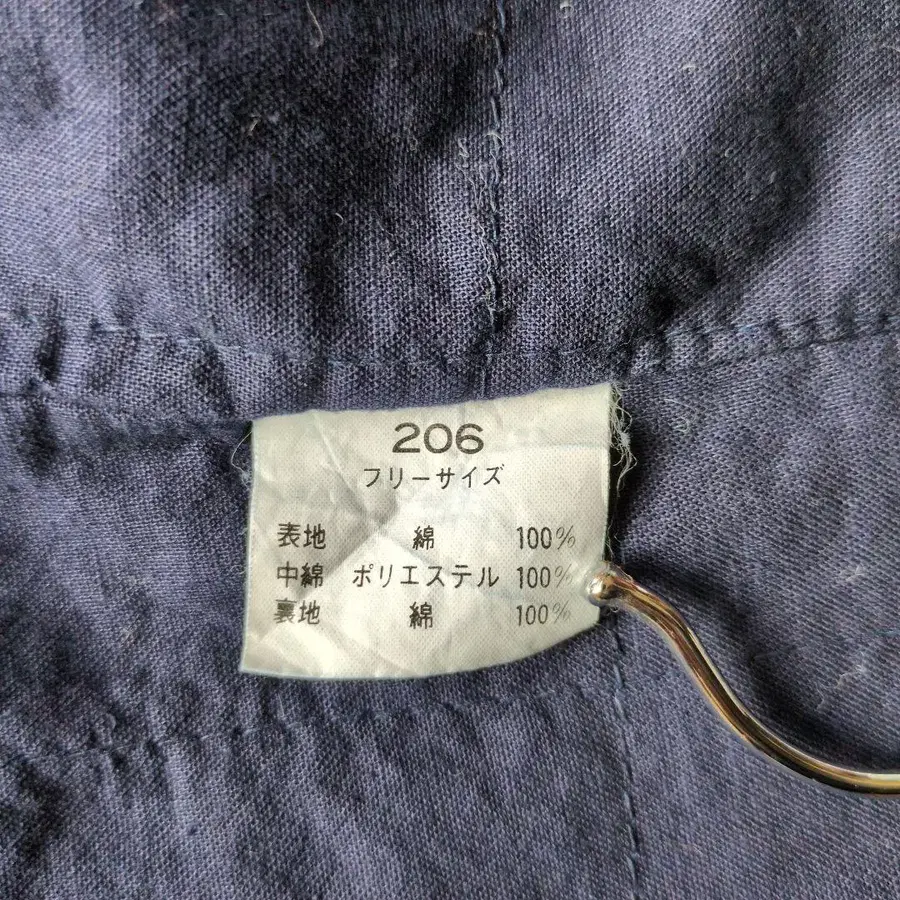 206
フリーサイズ
表地 綿 100%
中綿 ポリエステル 100%
裏地 綿 100%